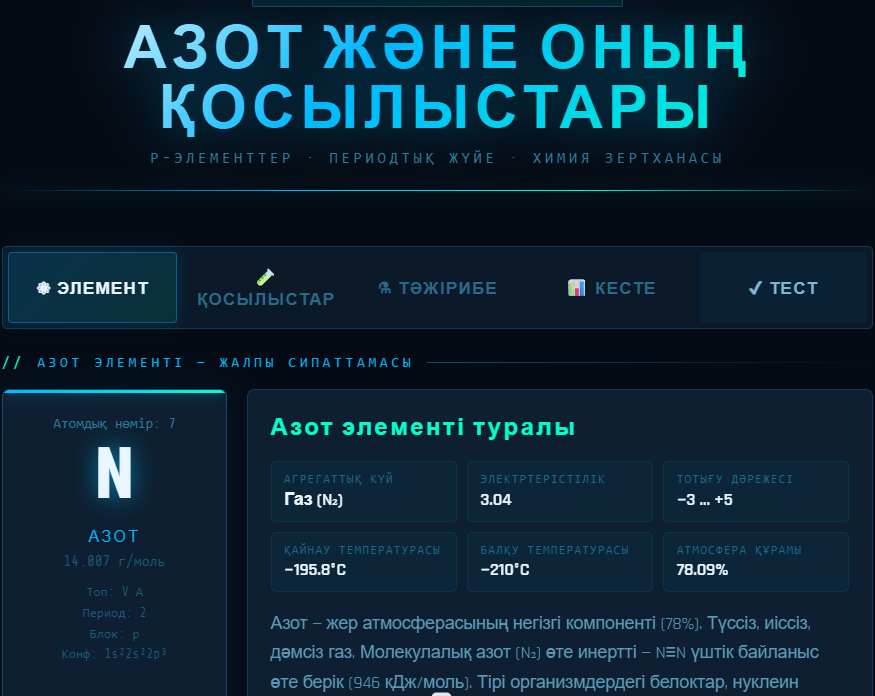 АЗОТ ЖӘНЕ ОНЫҢ
ҚОСЫЛЫСТАРЫ
P-ЭЛЕМЕНТТЕР · ПЕРИОДТЫҚ ЖҮЙЕ · ХИМИЯ ЗЕРТХАНАСЫ
ЭЛЕМЕНТ
ҚОСЫЛЫСТАР
ТӘЖІРИБЕ
КЕСТЕ
✓ ТЕСТ
// АЗОТ ЭЛЕМЕНТІ — ЖАЛПЫ СИПАТТАМАСЫ
Атомдық нөмір: 7
N
АЗОТ
14.007 г/моль
Топ: V A
Период: 2
Блок: p
Конф: 1s²2s²2p³
Азот элементі туралы
АГРЕГАТТЫҚ КҮЙ
Газ (N₂)
ЭЛЕКТРТЕРІСТІЛІК
3.04
ТОТЫҒУ ДӘРЕЖЕСІ
−3 ... +5
ҚАЙНАУ ТЕМПЕРАТУРАСЫ
−195.8°C
БАЛҚУ ТЕМПЕРАТУРАСЫ
−210°C
АТМОСФЕРА ҚҰРАМЫ
78.09%
Азот — жер атмосферасының негізгі компоненті (78%). Түссіз, иіссіз,
дәмсіз газ. Молекулалық азот (N₂) өте инертті — N≡N үштік байланыс
өте берік (946 кДж/моль). Тірі организмдердегі белоктар, нуклеин